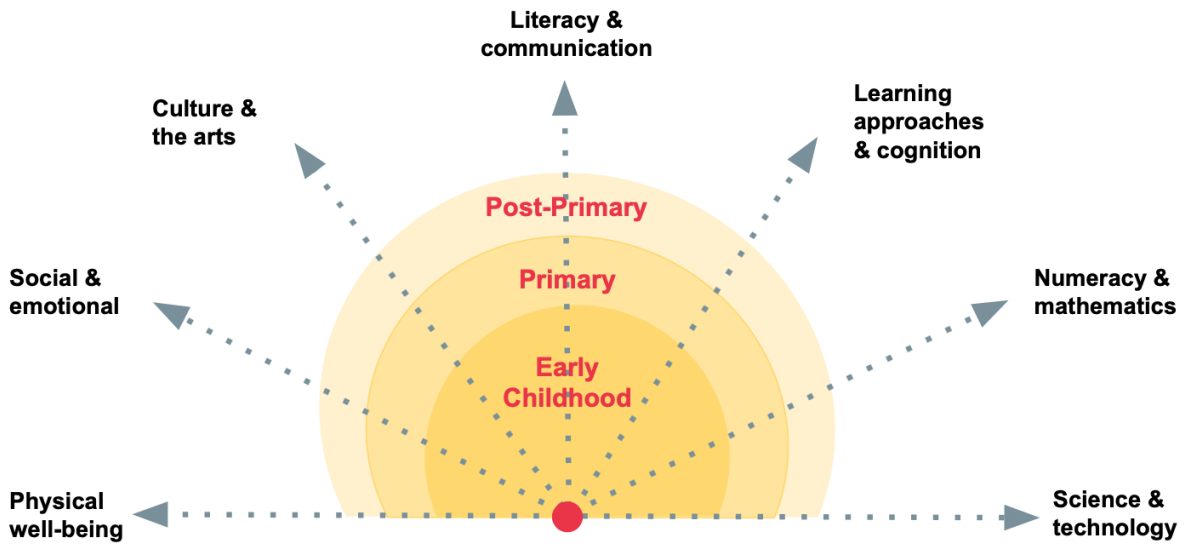 Literacy &
communication
Culture &
the arts
Learning
approaches
& cognition
Post-Primary
Primary
Social &
emotional
Numeracy &
mathematics
Early
Childhood
Physical
well-being
Science &
technology